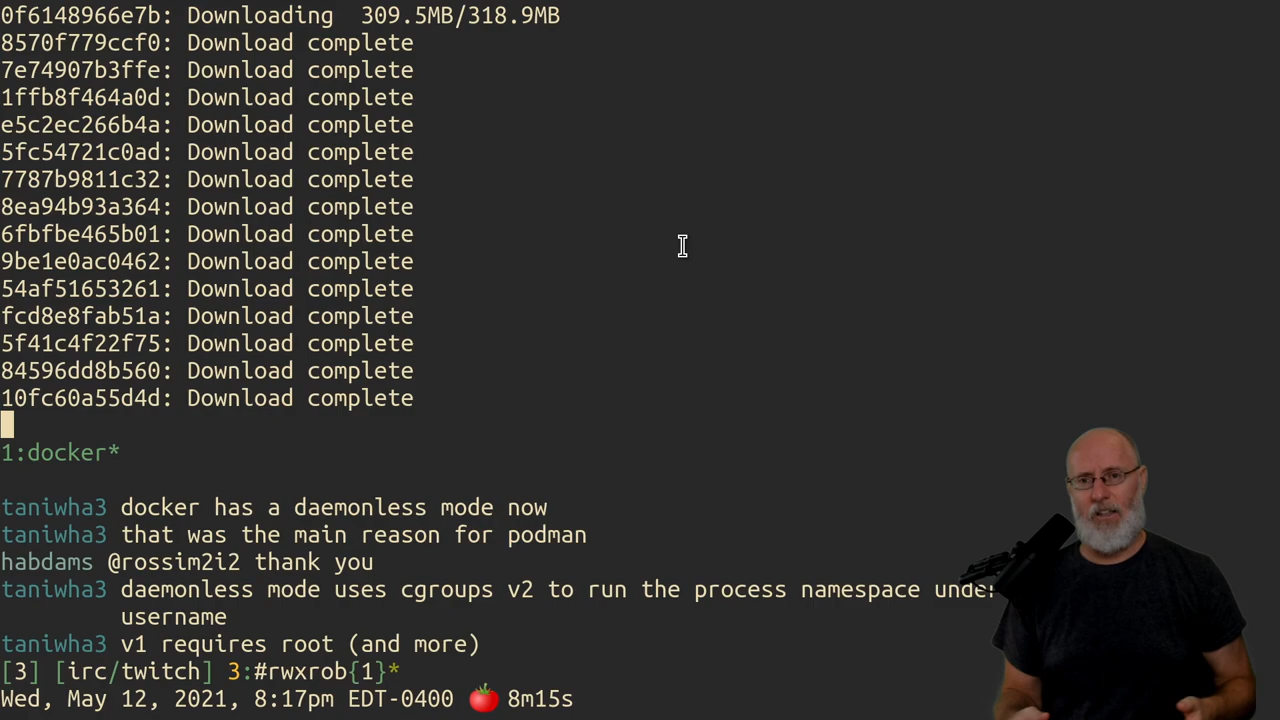 0f6148966e7b: Downloading  309.5MB/318.9MB
8570f779ccf0: Download complete
7e74907b3ffe: Download complete
1ffb8f464a0d: Download complete
e5c2ec266b4a: Download complete
5fc54721c0ad: Download complete
7787b9811c32: Download complete
8ea94b93a364: Download complete
6fbfbe465b01: Download complete
9be1e0ac0462: Download complete
54af51653261: Download complete
fcd8e8fab51a: Download complete
5f41c4f22f75: Download complete
84596dd8b560: Download complete
10fc60a55d4d: Download complete
1:docker*
taniwha3 docker has a daemonless mode now
taniwha3 that was the main reason for podman
habdams @rossim2i2 thank you
taniwha3 daemonless mode uses cgroups v2 to run the process namespace under
username
taniwha3 v1 requires root (and more)
[3] [irc/twitch] 3:#rwxrob{1}*
Wed, May 12, 2021, 8:17pm EDT-0400 🍅 8m15s